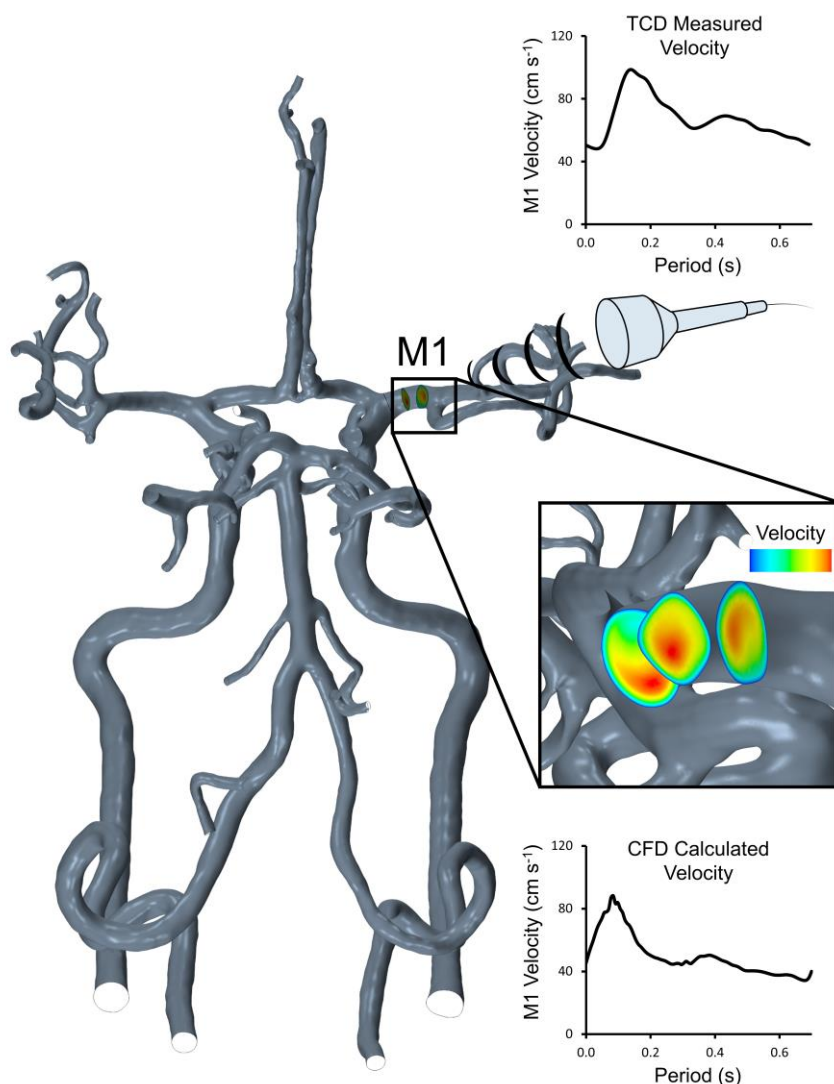 TCD Measured
Velocity
M1 Velocity (cm s⁻¹)
120
80
40
0
0.0 0.2 0.4 0.6
Period (s)
M1
Velocity
CFD Calculated
Velocity
M1 Velocity (cm s⁻¹)
120
80
40
0
0.0 0.2 0.4 0.6
Period (s)